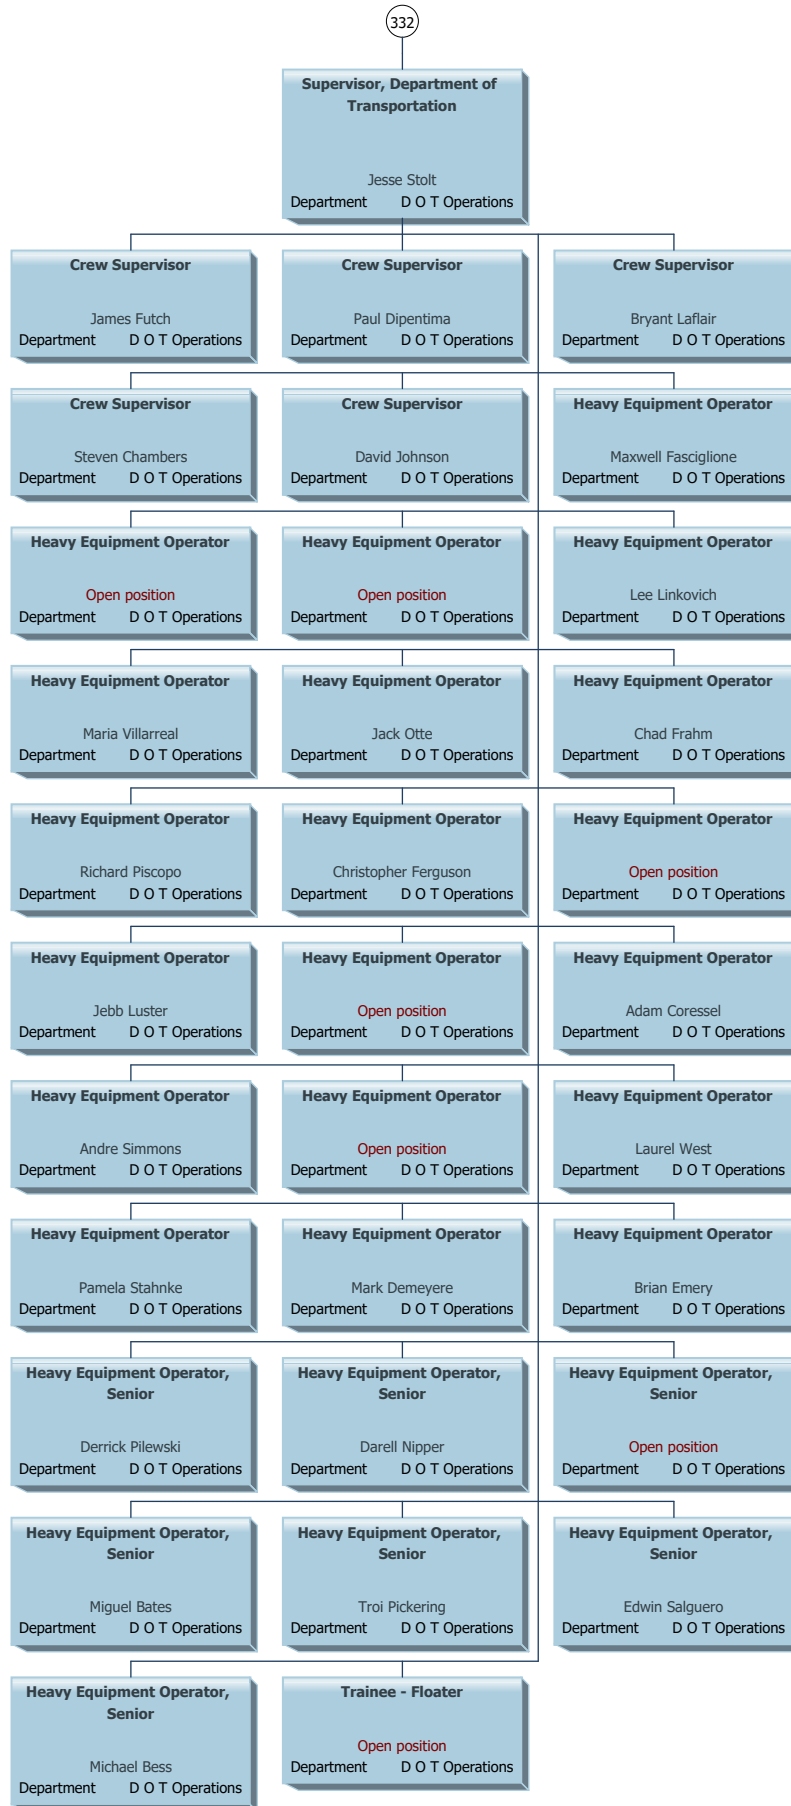 332
Supervisor, Department of
Transportation
Jesse Stolt
Department D O T Operations
Crew Supervisor
James Futch
Department D O T Operations
Crew Supervisor
Paul Dipentima
Department D O T Operations
Crew Supervisor
Bryant Laflair
Department D O T Operations
Crew Supervisor
Steven Chambers
Department D O T Operations
Crew Supervisor
David Johnson
Department D O T Operations
Heavy Equipment Operator
Maxwell Fasciglione
Department D O T Operations
Heavy Equipment Operator
Open position
Department D O T Operations
Heavy Equipment Operator
Open position
Department D O T Operations
Heavy Equipment Operator
Lee Linkovich
Department D O T Operations
Heavy Equipment Operator
Maria Villarreal
Department D O T Operations
Heavy Equipment Operator
Jack Otte
Department D O T Operations
Heavy Equipment Operator
Chad Frahm
Department D O T Operations
Heavy Equipment Operator
Richard Piscopo
Department D O T Operations
Heavy Equipment Operator
Christopher Ferguson
Department D O T Operations
Heavy Equipment Operator
Open position
Department D O T Operations
Heavy Equipment Operator
Jebb Luster
Department D O T Operations
Heavy Equipment Operator
Open position
Department D O T Operations
Heavy Equipment Operator
Adam Coressel
Department D O T Operations
Heavy Equipment Operator
Andre Simmons
Department D O T Operations
Heavy Equipment Operator
Open position
Department D O T Operations
Heavy Equipment Operator
Laurel West
Department D O T Operations
Heavy Equipment Operator
Pamela Stahnke
Department D O T Operations
Heavy Equipment Operator
Mark Demeyere
Department D O T Operations
Heavy Equipment Operator
Brian Emery
Department D O T Operations
Heavy Equipment Operator,
Senior
Derrick Pilewski
Department D O T Operations
Heavy Equipment Operator,
Senior
Darell Nipper
Department D O T Operations
Heavy Equipment Operator,
Senior
Open position
Department D O T Operations
Heavy Equipment Operator,
Senior
Miguel Bates
Department D O T Operations
Heavy Equipment Operator,
Senior
Troi Pickering
Department D O T Operations
Heavy Equipment Operator,
Senior
Edwin Salguero
Department D O T Operations
Heavy Equipment Operator,
Senior
Michael Bess
Department D O T Operations
Trainee - Floater
Open position
Department D O T Operations